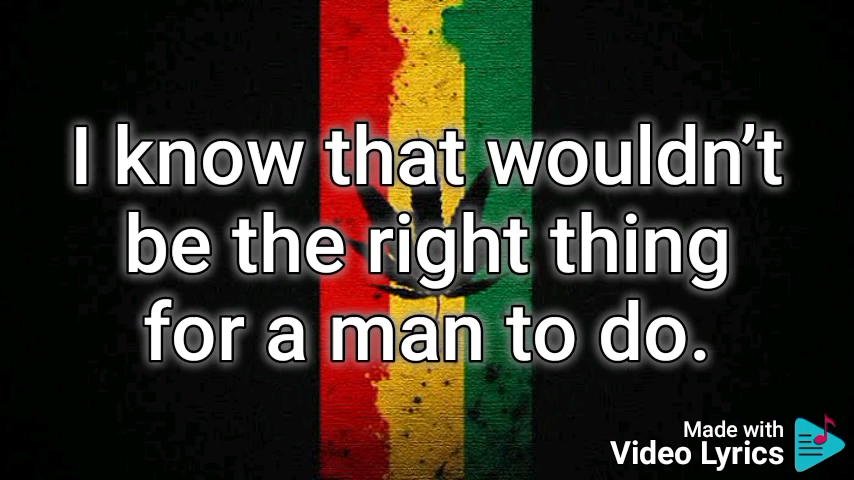 I know that wouldn’t
be the right thing
for a man to do.
Made with
Video Lyrics